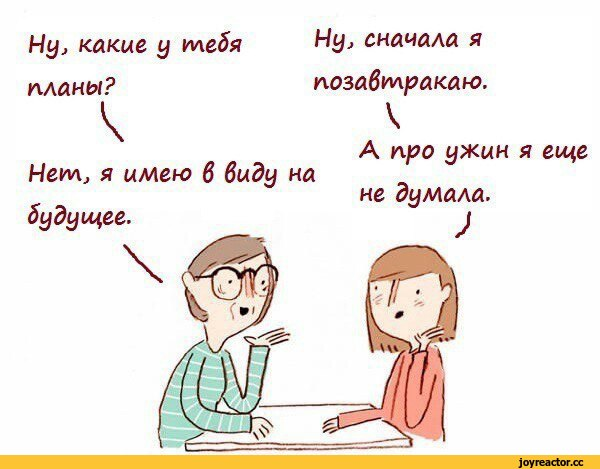 Ну, какие у тебя
планы?
Ну, сначала я
позавтракаю.
Нет, я имею в виду на
будущее.
А про ужин я еще
не думала.
joyreactor.cc